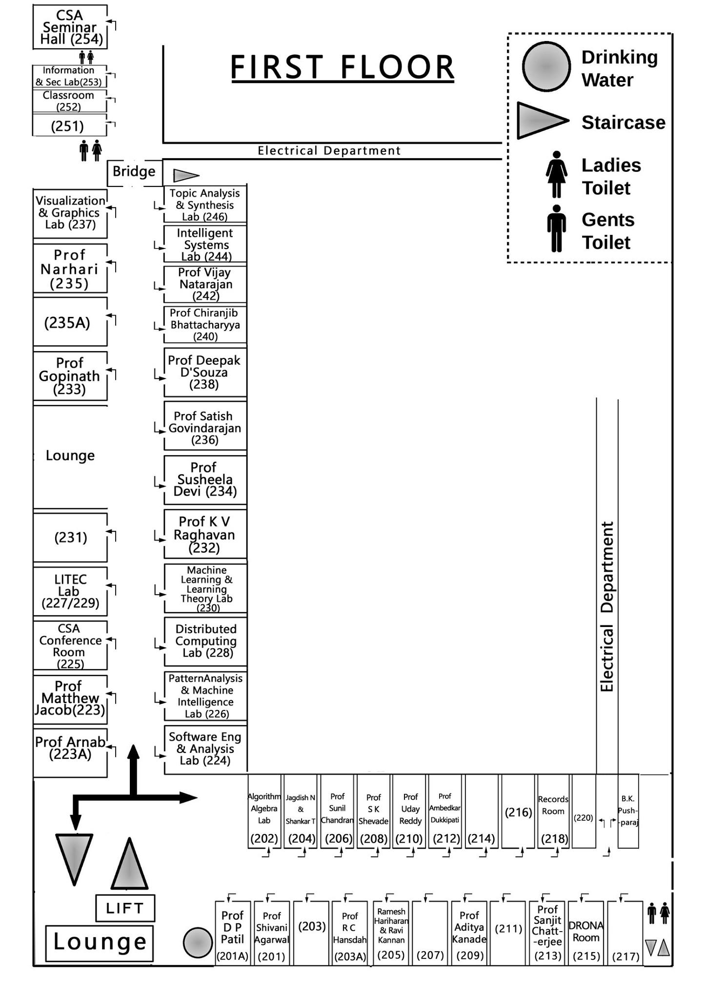 CSA
Seminar
Hall (254)
Information
& Sec Lab(253)
Classroom
(252)
(251)
FIRST FLOOR
Electrical Department
Drinking
Water
Staircase
Ladies
Toilet
Gents
Toilet
Bridge
Visualization
& Graphics
Lab (237)
Prof
Narhari
(235)
(235A)
Prof
Gopinath
(233)
Lounge
(231)
LITEC
Lab
(227/229)
CSA
Conference
Room
(225)
Prof
Matthew
Jacob(223)
Prof Arnab
(223A)
Topic Analysis
& Synthesis
Lab (246)
Intelligent
Systems
Lab (244)
Prof Vijay
Natarajan
(242)
Prof Chiranjib
Bhattacharyya
(240)
Prof Deepak
D'Souza
(238)
Prof Satish
Govindarajan
(236)
Prof
Susheela
Devi (234)
Prof K V
Raghavan
(232)
Machine
Learning &
Learning
Theory Lab
(230)
Distributed
Computing
Lab (228)
PatternAnalysis
& Machine
Intelligence
Lab (226)
Software Eng
& Analysis
Lab (224)
Electrical Department
Algorithm
Algebra
Lab
(202)
Jagdish N
&
Shankar T
(204)
Prof
Sunil
Chandran
(206)
Prof
S K
Shevade
(208)
Prof
Uday
Reddy
(210)
Prof
Ambedkar
Dukkipati
(212)
(214)
(216)
Records
Room
(218)
(220)
B.K.
Push-
-paraj
LIFT
Lounge
Prof
D P
Patil
(201A)
Prof
Shivani
Agarwal
(201)
(203)
Prof
R C
Hansdah
(203A)
Ramesh
Hariharan
& Ravi
Kannan
(205)
(207)
Prof
Aditya
Kanade
(209)
(211)
Prof
Sanjit
Chatt-
-erjee
(213)
DRONA
Room
(215)
(217)